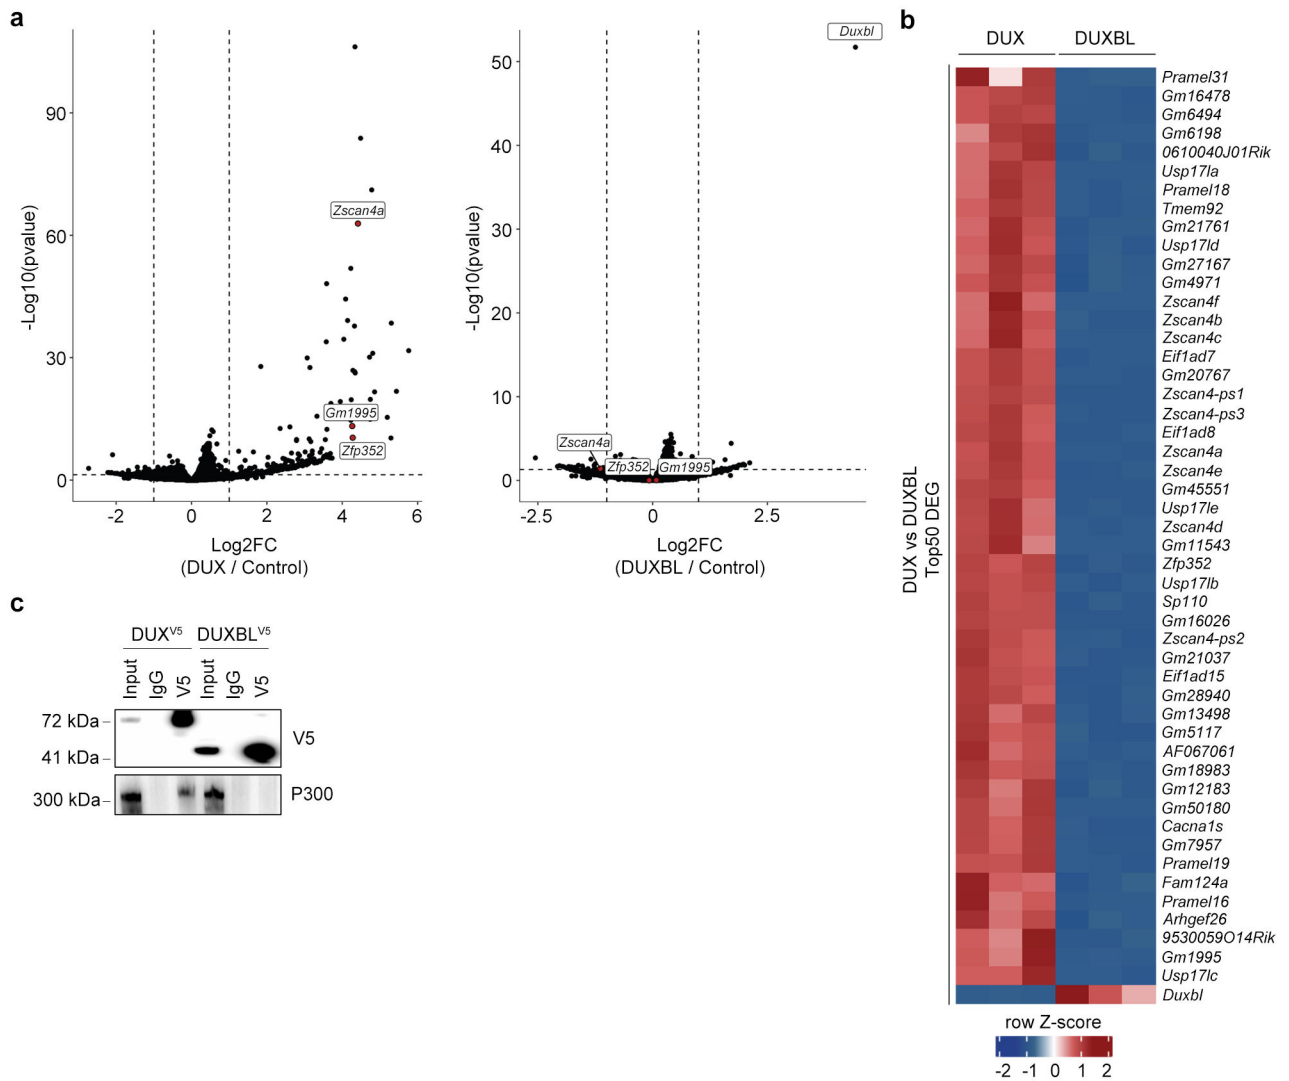 a
90
60
30
0
-2
0
2
4
6
-Log10(pvalue)
Log2FC
(DUX / Control)
Zscan4a
Gm1995
Zfp352
50
40
30
20
10
0
-2.5
0
2.5
-Log10(pvalue)
Log2FC
(DUXBL / Control)
Duxbl
Zscan4a
Zfp352
Gm1995
b
DUX
DUXBL
DUX vs DUXBL
Top50 DEG
Pramel31
Gm16478
Gm6494
Gm6198
0610040J01Rik
Usp17la
Pramel18
Tmem92
Gm21761
Usp17ld
Gm27167
Gm4971
Zscan4f
Zscan4b
Zscan4c
Eif1ad7
Gm20767
Zscan4-ps1
Zscan4-ps3
Eif1ad8
Zscan4a
Zscan4e
Gm45551
Usp17le
Zscan4d
Gm11543
Zfp352
Usp17lb
Sp110
Gm16026
Zscan4-ps2
Gm21037
Eif1ad15
Gm28940
Gm13498
Gm5117
AF067061
Gm18983
Gm12183
Gm50180
Cacna1s
Gm7957
Pramel19
Fam124a
Pramel16
Arhgef26
9530059O14Rik
Gm1995
Usp17lc
Duxbl
row Z-score
-2 -1 0 1 2
c
DUXV5 DUXBLV5
Input IgG V5 Input IgG V5
72 kDa
41 kDa
V5
300 kDa
P300